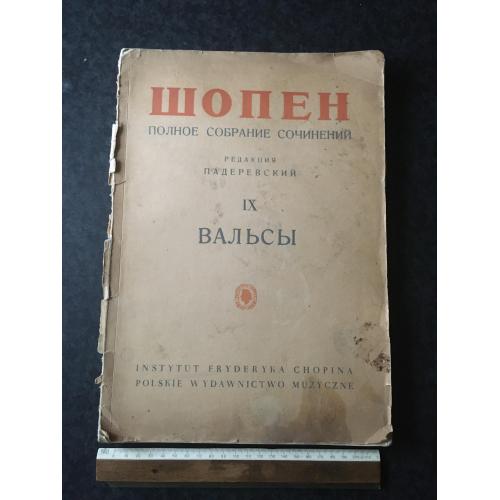 ШОПЕН
ПОЛНОЕ СОБРАНИЕ СОЧИНЕНИЙ
РЕДАКЦИЯ
ПАДЕРЕВСКИЙ
IX
ВАЛЬСЫ
INSTYTUT FRYDERYKA CHOPINA
POLSKIE WYDAWNICTWO MUZYCZNE